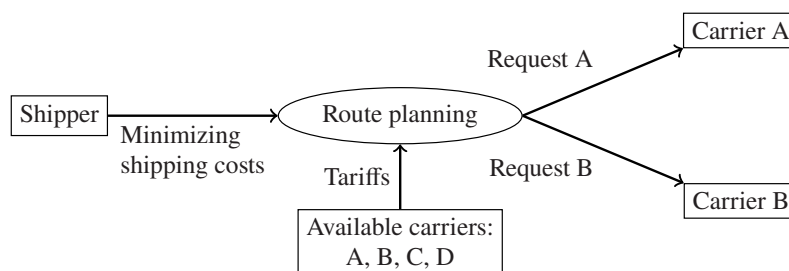 Carrier A
Request A
Shipper
Route planning
Minimizing
shipping costs
Request B
Tariffs
Carrier B
Available carriers:
A, B, C, D